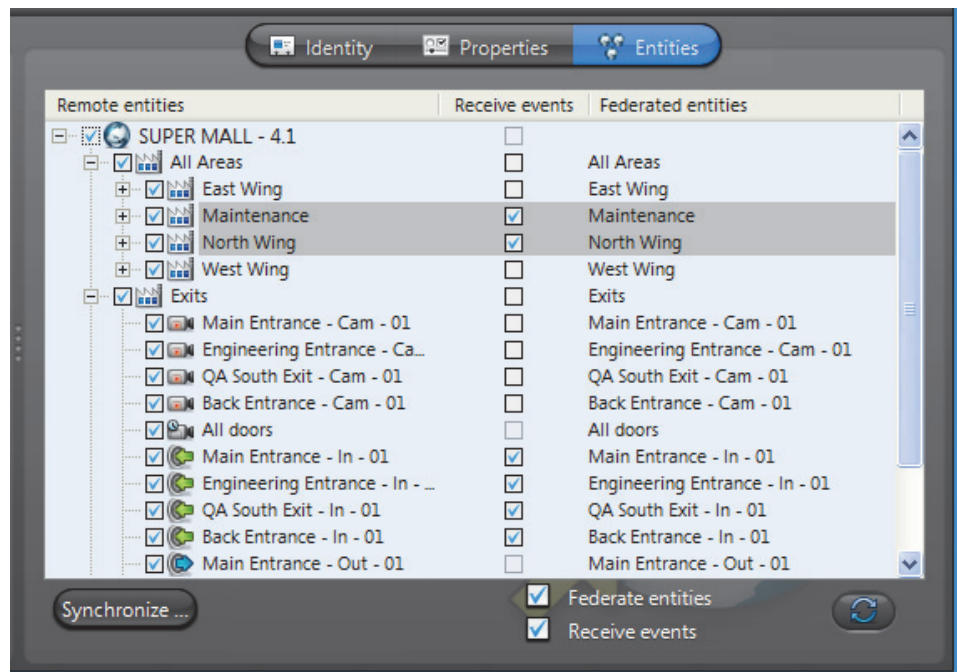 Identity Properties Entities
Remote entities Receive events Federated entities
SUPER MALL - 4.1
All Areas All Areas
East Wing East Wing
Maintenance Maintenance
North Wing North Wing
West Wing West Wing
Exits Exits
Main Entrance - Cam - 01 Main Entrance - Cam - 01
Engineering Entrance - Ca... Engineering Entrance - Cam - 01
QA South Exit - Cam - 01 QA South Exit - Cam - 01
Back Entrance - Cam - 01 Back Entrance - Cam - 01
All doors All doors
Main Entrance - In - 01 Main Entrance - In - 01
Engineering Entrance - In - ... Engineering Entrance - In - 01
QA South Exit - In - 01 QA South Exit - In - 01
Back Entrance - In - 01 Back Entrance - In - 01
Main Entrance - Out - 01 Main Entrance - Out - 01
Synchronize ... Federate entities
Receive events